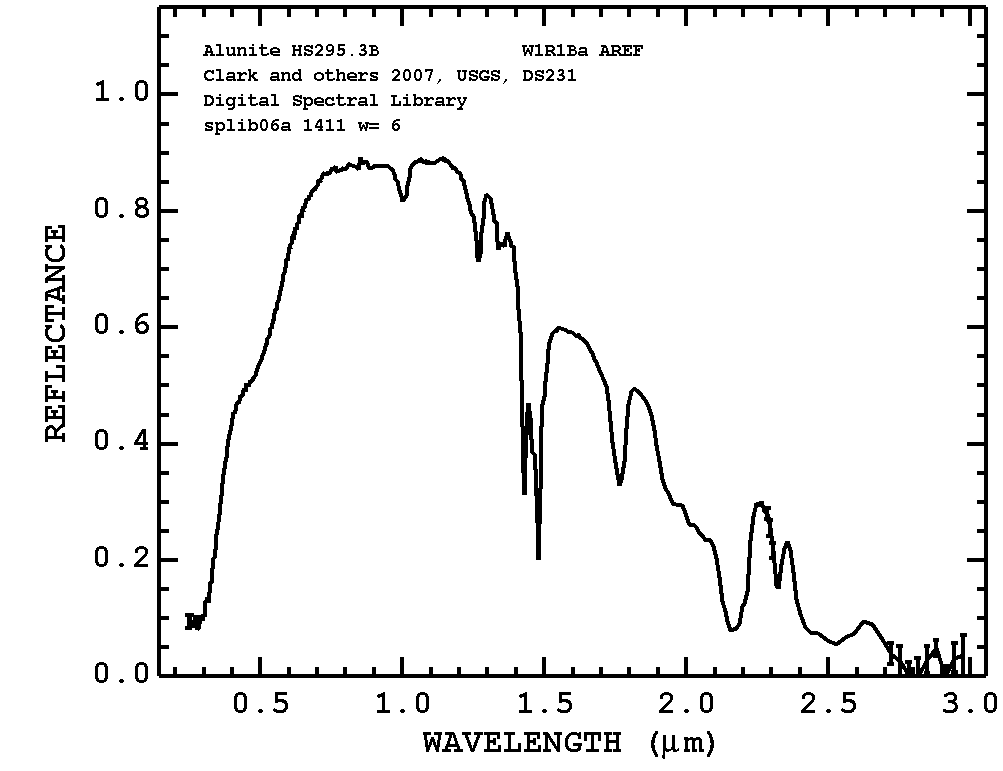 Alunite HS295.3B W1R1Ba AREF
Clark and others 2007, USGS, DS231
Digital Spectral Library
splib06a 1411 w= 6
1.0
0.8
0.6
0.4
0.2
0.0
REFLECTANCE
0.5 1.0 1.5 2.0 2.5 3.0
WAVELENGTH (μm)